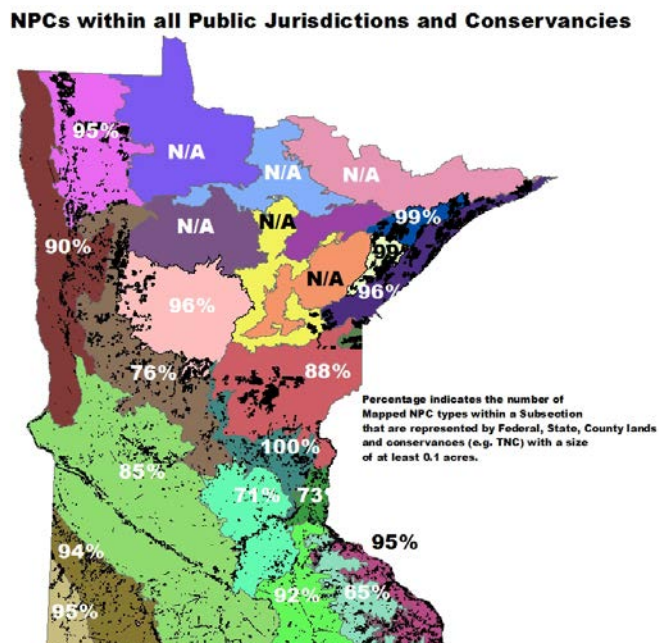 NPCs within all Public Jurisdictions and Conservancies
95%
N/A
N/A
N/A
N/A
N/A
99%
90%
99
N/A
96%
96%
76%
88%
Percentage indicates the number of
Mapped NPC types within a Subsection
that are represented by Federal, State, County lands
and conservances (e.g. TNC) with a size
of at least 0.1 acres.
100%
85%
71%
73%
95%
94%
65%
92%
95%